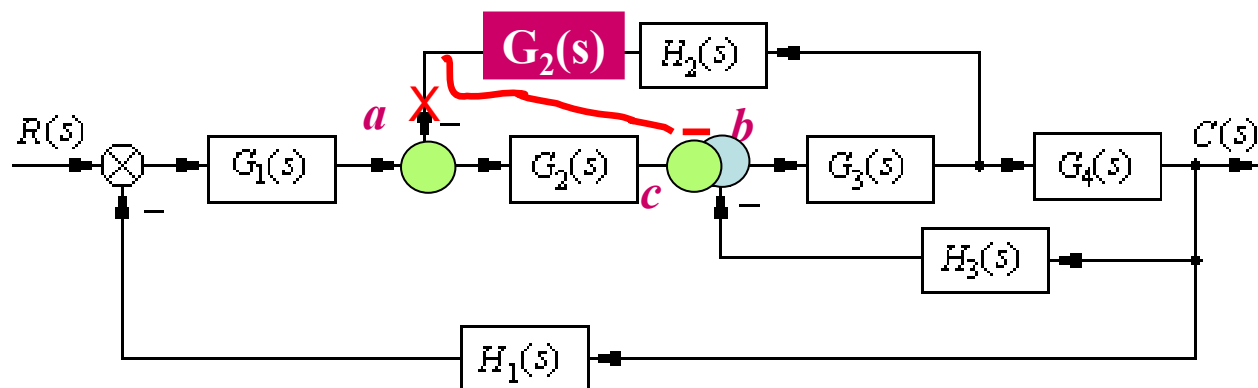 G₂(s)
H₂(s)
a
−
−
b
R(s)
G₁(s)
G₂(s)
G₃(s)
G₄(s)
C(s)
c
−
−
H₃(s)
H₁(s)